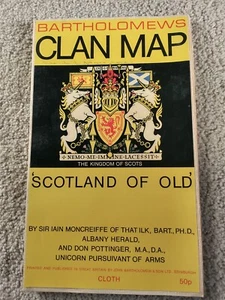 BARTHOLOMEWS
CLAN MAP
NEMO·ME·IMPUNE·LACESSIT
THE KINGDOM OF SCOTS
'SCOTLAND OF OLD'
BY SIR IAIN MONCREIFFE OF THAT ILK, BART., PH.D.,
ALBANY HERALD,
AND DON POTTINGER, M.A., D.A.,
UNICORN PURSUIVANT OF ARMS
CLOTH
50p